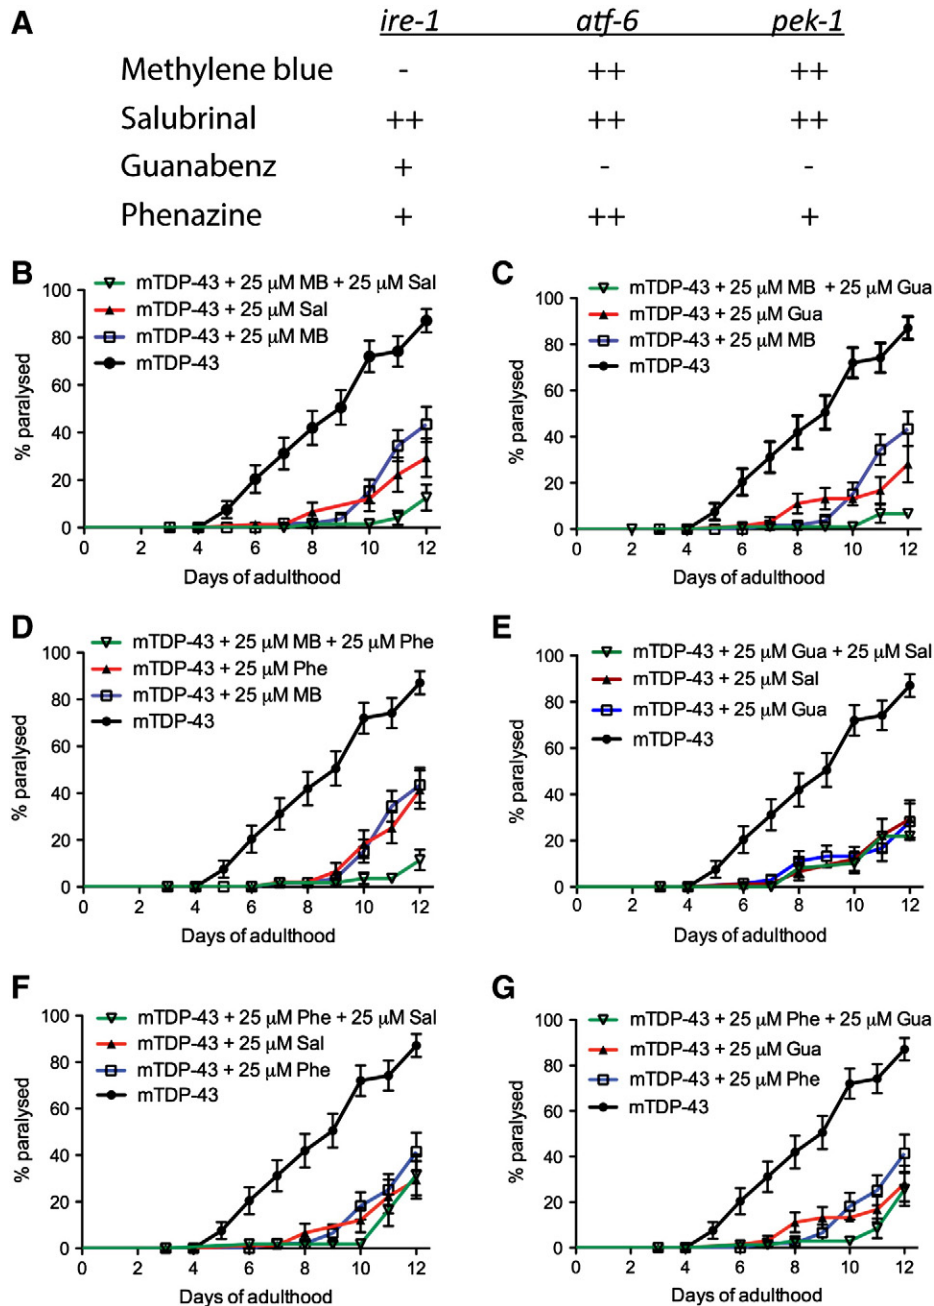 A
ire-1 atf-6 pek-1
Methylene blue - ++ ++
Salubrinal ++ ++ ++
Guanabenz + - -
Phenazine + ++ +
B
mTDP-43 + 25 μM MB + 25 μM Sal
mTDP-43 + 25 μM Sal
mTDP-43 + 25 μM MB
mTDP-43
% paralysed
100
80
60
40
20
0
0 2 4 6 8 10 12
Days of adulthood
C
mTDP-43 + 25 μM MB + 25 μM Gua
mTDP-43 + 25 μM Gua
mTDP-43 + 25 μM MB
mTDP-43
% paralysed
100
80
60
40
20
0
0 2 4 6 8 10 12
Days of adulthood
D
mTDP-43 + 25 μM MB + 25 μM Phe
mTDP-43 + 25 μM Phe
mTDP-43 + 25 μM MB
mTDP-43
% paralysed
100
80
60
40
20
0
0 2 4 6 8 10 12
Days of adulthood
E
mTDP-43 + 25 μM Gua + 25 μM Sal
mTDP-43 + 25 μM Sal
mTDP-43 + 25 μM Gua
mTDP-43
% paralysed
100
80
60
40
20
0
0 2 4 6 8 10 12
Days of adulthood
F
mTDP-43 + 25 μM Phe + 25 μM Sal
mTDP-43 + 25 μM Sal
mTDP-43 + 25 μM Phe
mTDP-43
% paralysed
100
80
60
40
20
0
0 2 4 6 8 10 12
Days of adulthood
G
mTDP-43 + 25 μM Phe + 25 μM Gua
mTDP-43 + 25 μM Gua
mTDP-43 + 25 μM Phe
mTDP-43
% paralysed
100
80
60
40
20
0
0 2 4 6 8 10 12
Days of adulthood